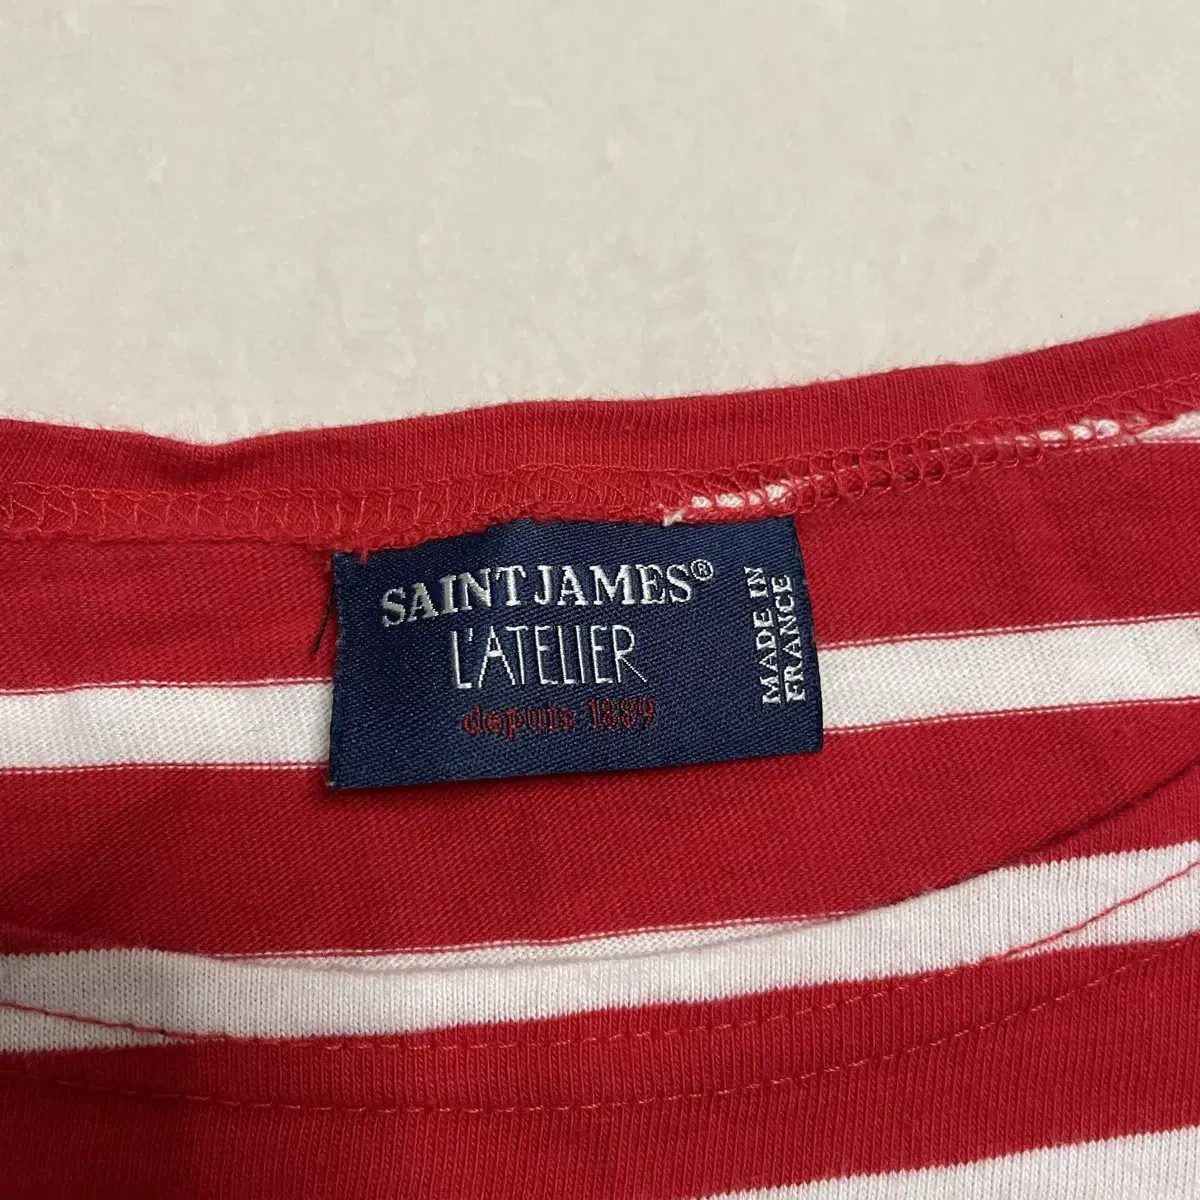 SAINT JAMES®
L'ATELIER
depuis 1889
MADE IN
FRANCE